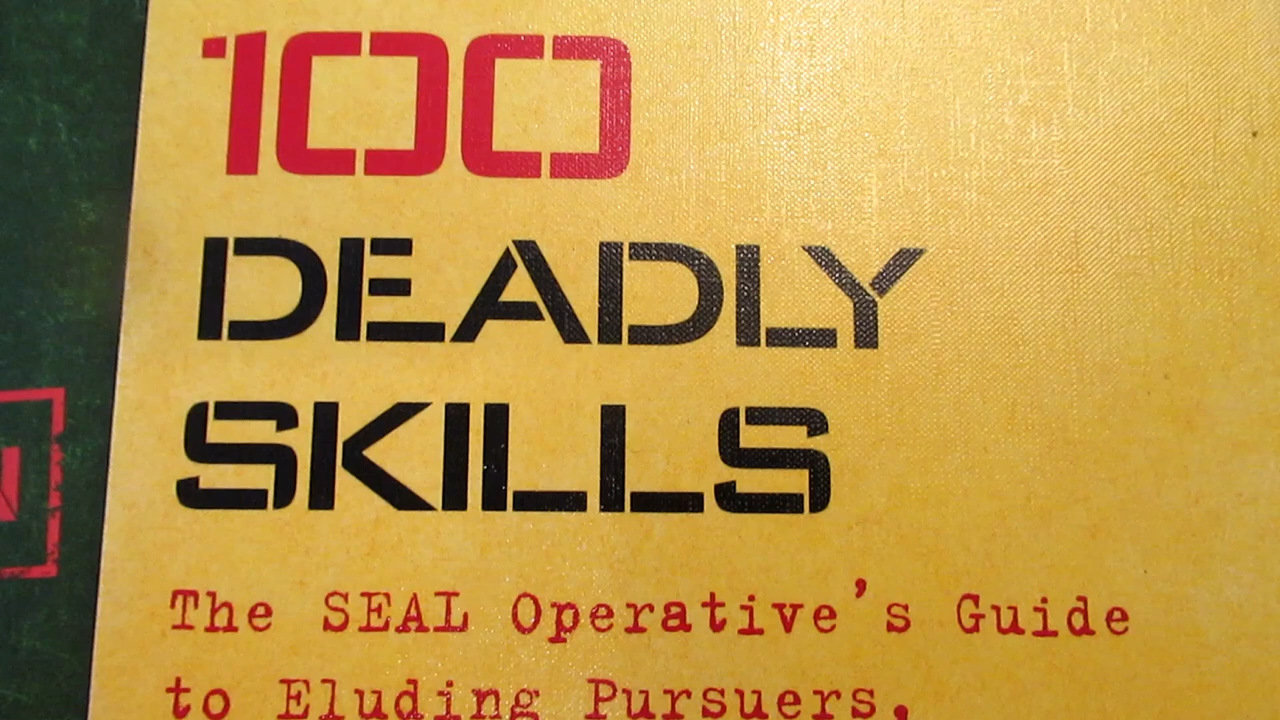 100
DEADLY
SKILLS
The SEAL Operative's Guide
to Eluding Pursuers,